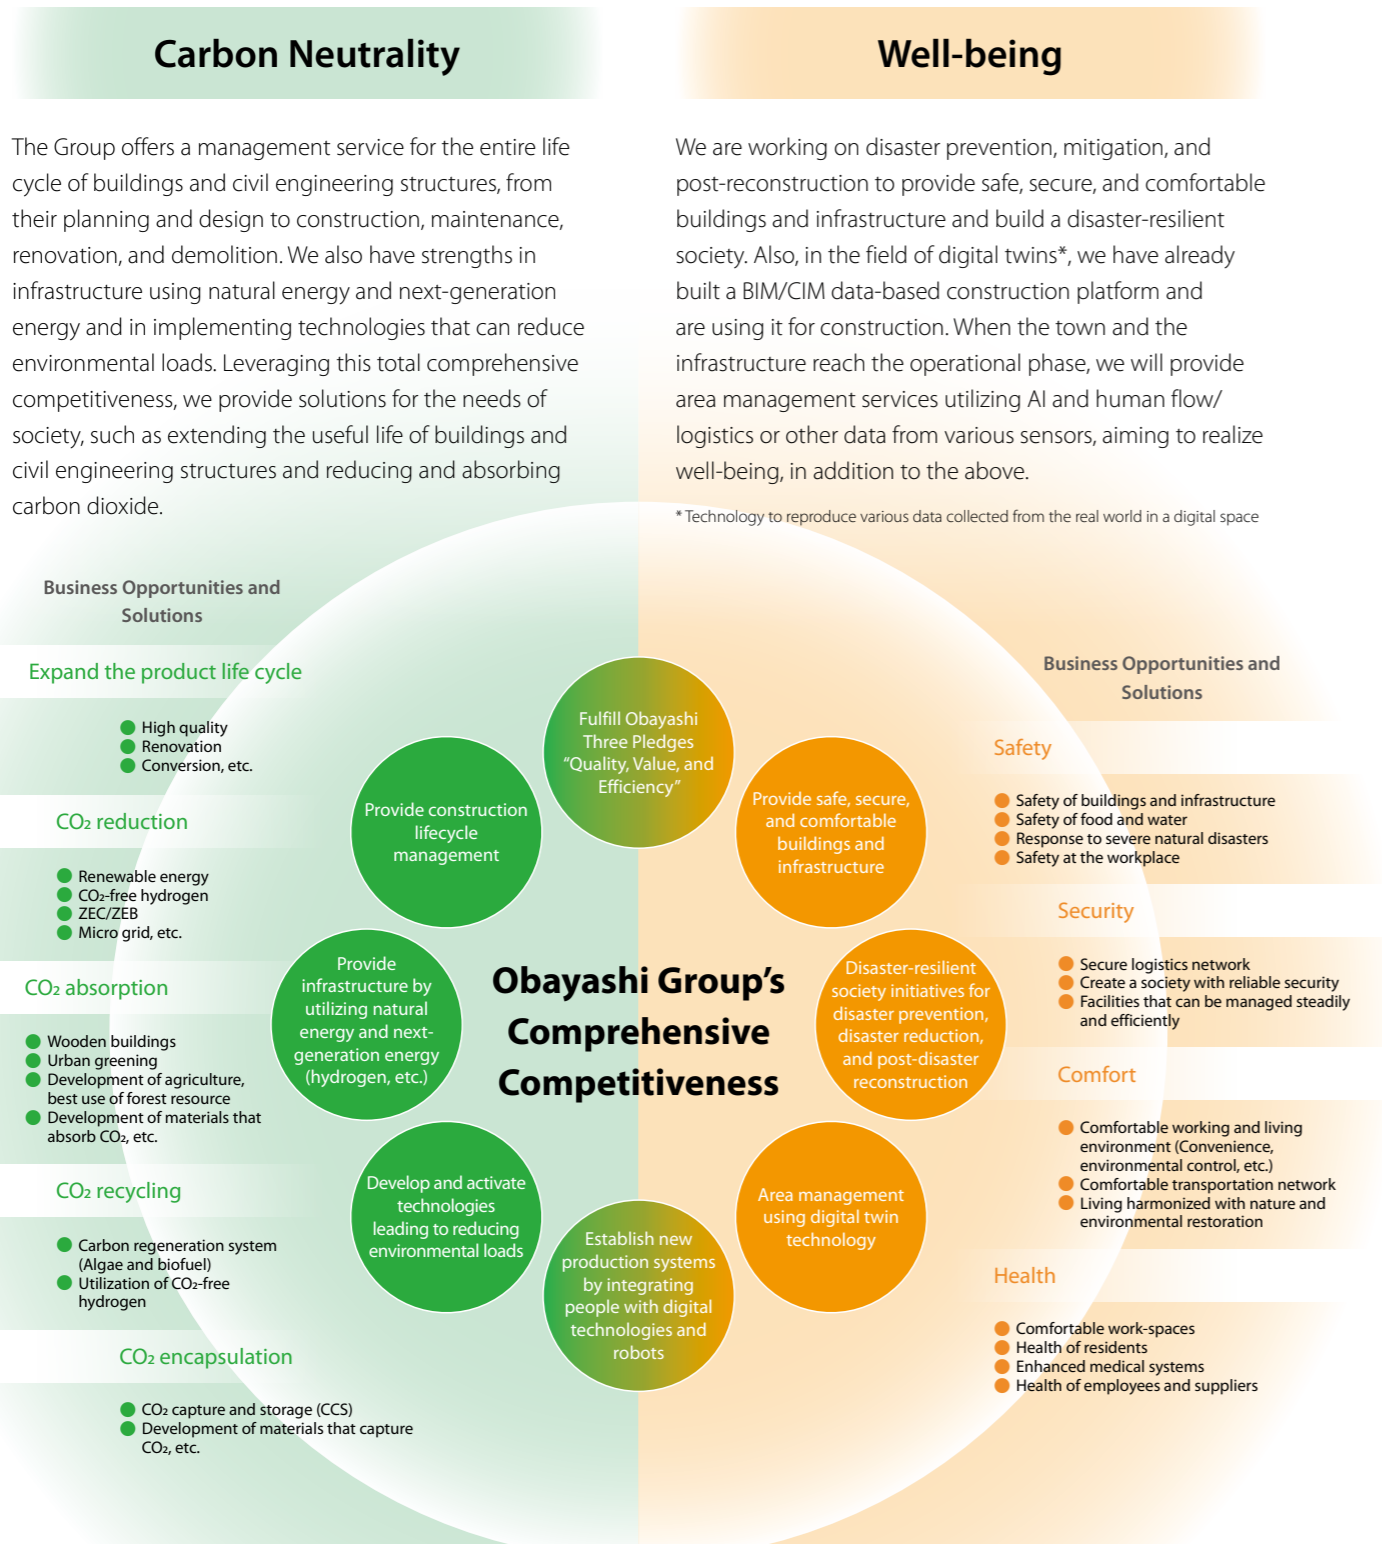 Carbon Neutrality
The Group offers a management service for the entire life
cycle of buildings and civil engineering structures, from
their planning and design to construction, maintenance,
renovation, and demolition. We also have strengths in
infrastructure using natural energy and next-generation
energy and in implementing technologies that can reduce
environmental loads. Leveraging this total comprehensive
competitiveness, we provide solutions for the needs of
society, such as extending the useful life of buildings and
civil engineering structures and reducing and absorbing
carbon dioxide.
Well-being
We are working on disaster prevention, mitigation, and
post-reconstruction to provide safe, secure, and comfortable
buildings and infrastructure and build a disaster-resilient
society. Also, in the field of digital twins*, we have already
built a BIM/CIM data-based construction platform and
are using it for construction. When the town and the
infrastructure reach the operational phase, we will provide
area management services utilizing AI and human flow/
logistics or other data from various sensors, aiming to realize
well-being, in addition to the above.
* Technology to reproduce various data collected from the real world in a digital space
Business Opportunities and
Solutions
Expand the product life cycle
● High quality
● Renovation
● Conversion, etc.
CO₂ reduction
● Renewable energy
● CO₂-free hydrogen
● ZEC/ZEB
● Micro grid, etc.
CO₂ absorption
● Wooden buildings
● Urban greening
● Development of agriculture,
best use of forest resource
● Development of materials that
absorb CO₂, etc.
CO₂ recycling
● Carbon regeneration system
(Algae and biofuel)
● Utilization of CO₂-free
hydrogen
CO₂ encapsulation
● CO₂ capture and storage (CCS)
● Development of materials that capture
CO₂, etc.
Fulfill Obayashi
Three Pledges
“Quality, Value, and
Efficiency”
Provide construction
lifecycle
management
Provide safe, secure,
and comfortable
buildings and
infrastructure
Provide
infrastructure by
utilizing natural
energy and next-
generation energy
(hydrogen, etc.)
Obayashi Group’s
Comprehensive
Competitiveness
Disaster-resilient
society initiatives for
disaster prevention,
disaster reduction,
and post-disaster
reconstruction
Develop and activate
technologies
leading to reducing
environmental loads
Area management
using digital twin
technology
Establish new
production systems
by integrating
people with digital
technologies and
robots
Business Opportunities and
Solutions
Safety
● Safety of buildings and infrastructure
● Safety of food and water
● Response to severe natural disasters
● Safety at the workplace
Security
● Secure logistics network
● Create a society with reliable security
● Facilities that can be managed steadily
and efficiently
Comfort
● Comfortable working and living
environment (Convenience,
environmental control, etc.)
● Comfortable transportation network
● Living harmonized with nature and
environmental restoration
Health
● Comfortable work-spaces
● Health of residents
● Enhanced medical systems
● Health of employees and suppliers